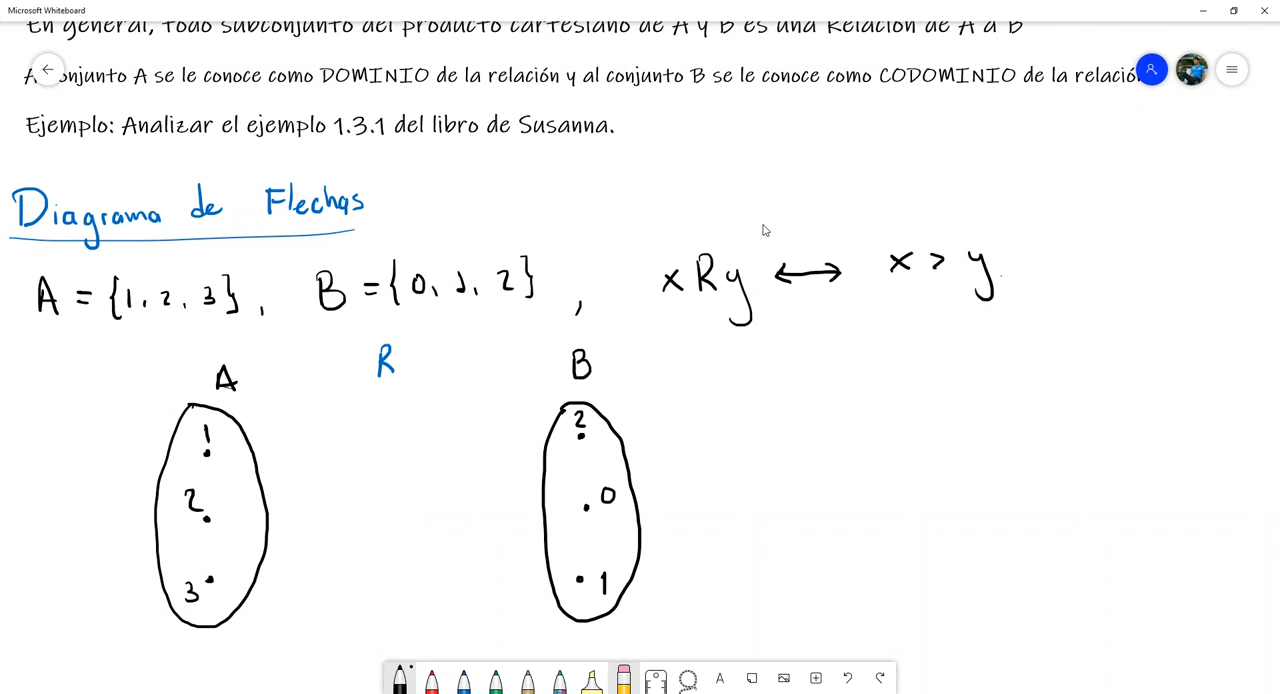 Microsoft Whiteboard
En general, todo subconjunto del producto cartesiano de A y B es una Relación de A a B
A conjunto A se le conoce como DOMINIO de la relación y al conjunto B se le conoce como CODOMINIO de la relación
Ejemplo: Analizar el ejemplo 1.3.1 del libro de Susanna.
Diagrama de Flechas
A = {1, 2, 3}, B = {0, 1, 2}, x R y ↔ x > y
A R B
1 2
2 0
3 1
A